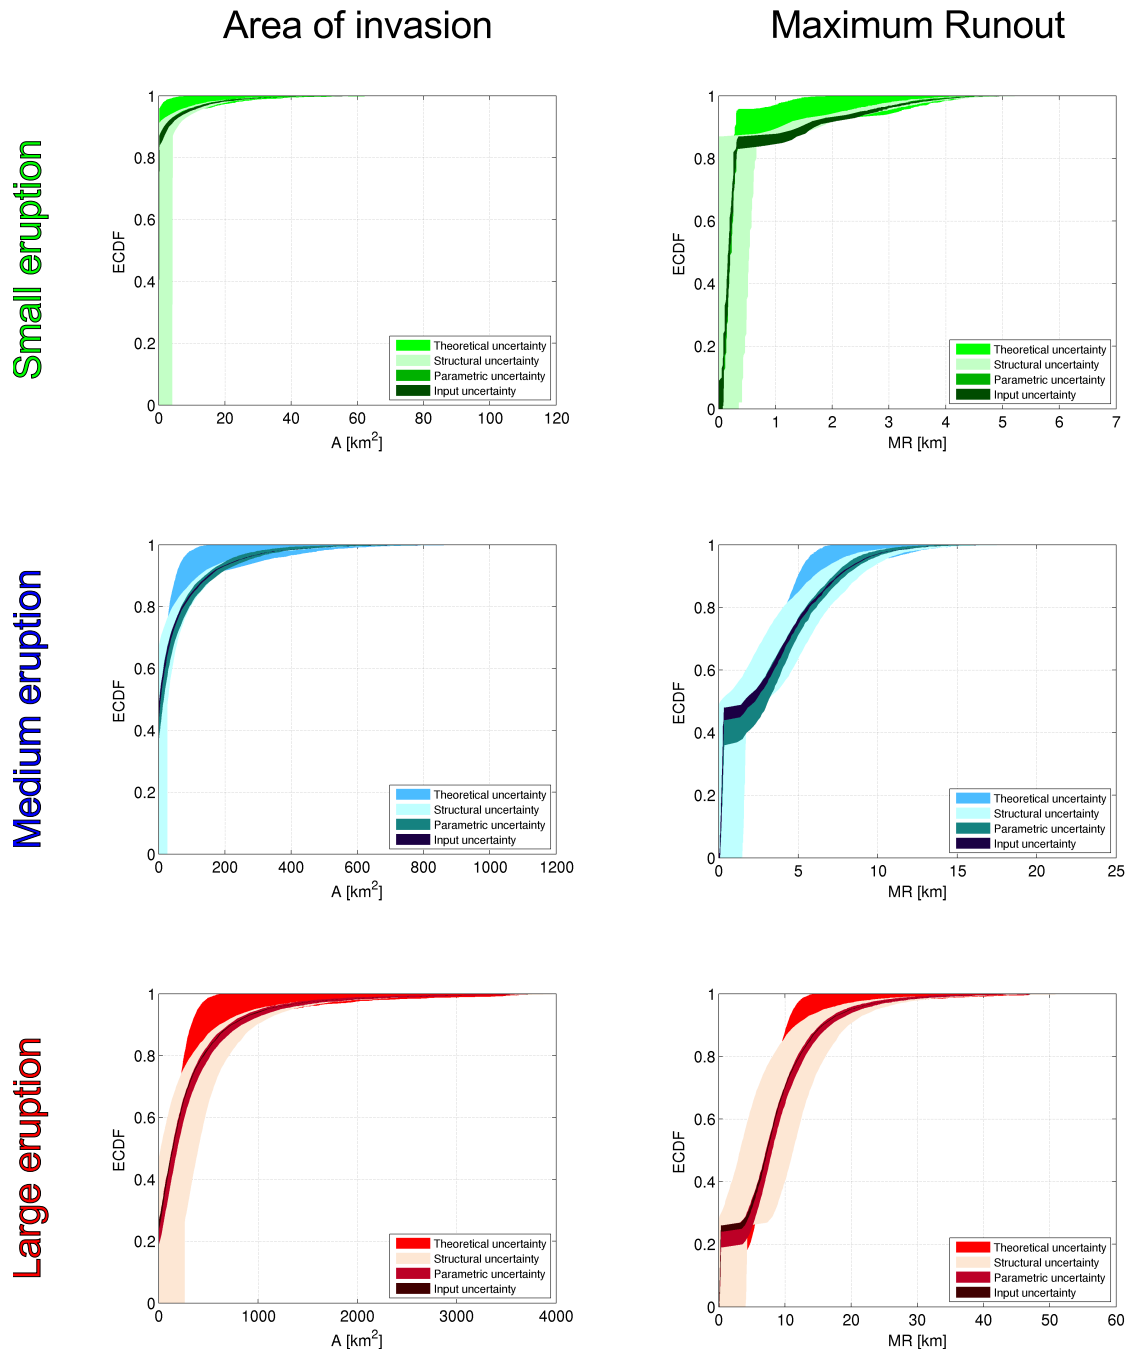 Area of invasion
Maximum Runout
Small eruption
1
0.8
0.6
0.4
0.2
0
ECDF
0 20 40 60 80 100 120
A [km2]
Theoretical uncertainty
Structural uncertainty
Parametric uncertainty
Input uncertainty
1
0.8
0.6
0.4
0.2
0
ECDF
0 1 2 3 4 5 6 7
MR [km]
Theoretical uncertainty
Structural uncertainty
Parametric uncertainty
Input uncertainty
Medium eruption
1
0.8
0.6
0.4
0.2
0
ECDF
0 200 400 600 800 1000 1200
A [km2]
Theoretical uncertainty
Structural uncertainty
Parametric uncertainty
Input uncertainty
1
0.8
0.6
0.4
0.2
0
ECDF
0 5 10 15 20 25
MR [km]
Theoretical uncertainty
Structural uncertainty
Parametric uncertainty
Input uncertainty
Large eruption
1
0.8
0.6
0.4
0.2
0
ECDF
0 1000 2000 3000 4000
A [km2]
Theoretical uncertainty
Structural uncertainty
Parametric uncertainty
Input uncertainty
1
0.8
0.6
0.4
0.2
0
ECDF
0 10 20 30 40 50 60
MR [km]
Theoretical uncertainty
Structural uncertainty
Parametric uncertainty
Input uncertainty